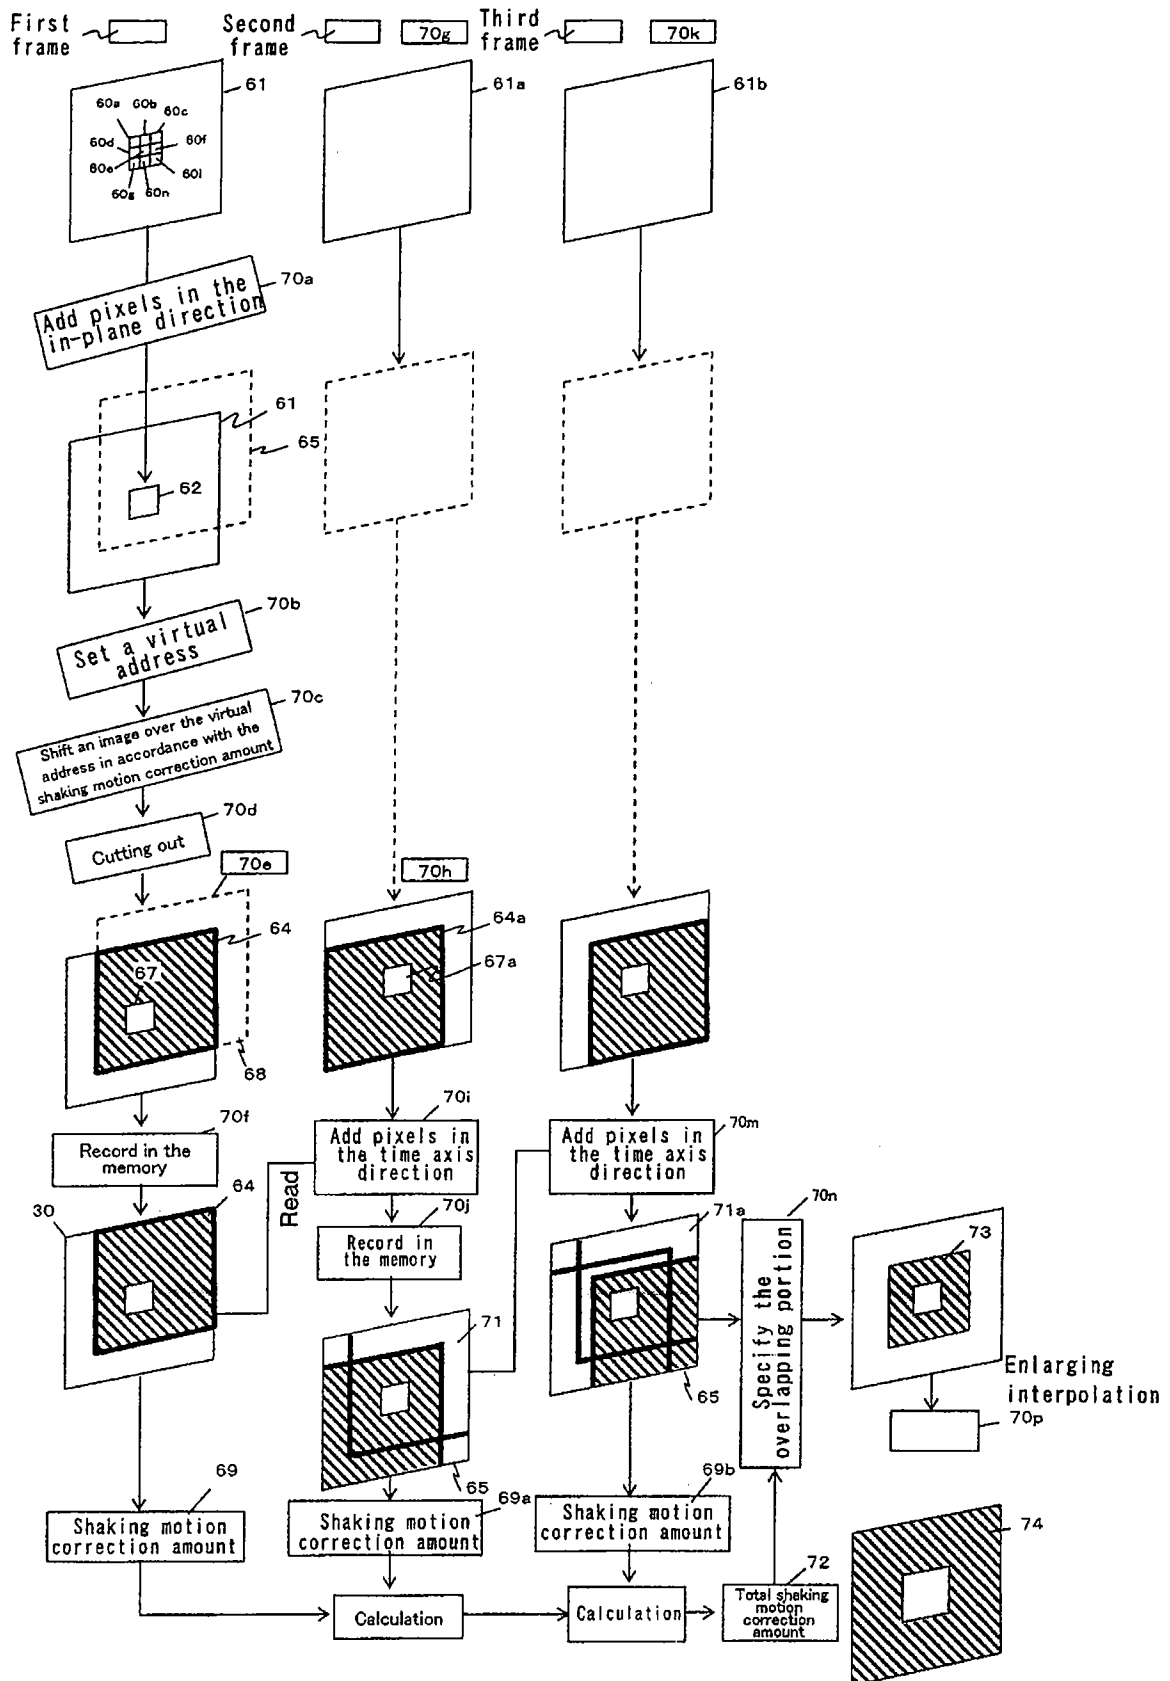 First
frame
Second
frame
70g
Third
frame
70k
61
61a
61b
60a
60b
60c
60d
60f
60e
60i
60g
60n
70a
Add pixels in the
in-plane direction
61
65
62
70b
Set a virtual
address
70c
Shift an image over the virtual
address in accordance with the
shaking motion correction amount
70d
Cutting out
70e
70h
64
64a
67
67a
68
70f
Record in the
memory
70i
Add pixels in
the time axis
direction
70m
Add pixels in
the time axis
direction
Read
30
64
70j
Record in
the memory
71a
70n
Specify the
overlapping portion
73
71
65
65
Enlarging
interpolation
70p
69
Shaking motion
correction amount
69a
Shaking motion
correction amount
69b
Shaking motion
correction amount
74
72
Total shaking
motion
correction
amount
Calculation
Calculation